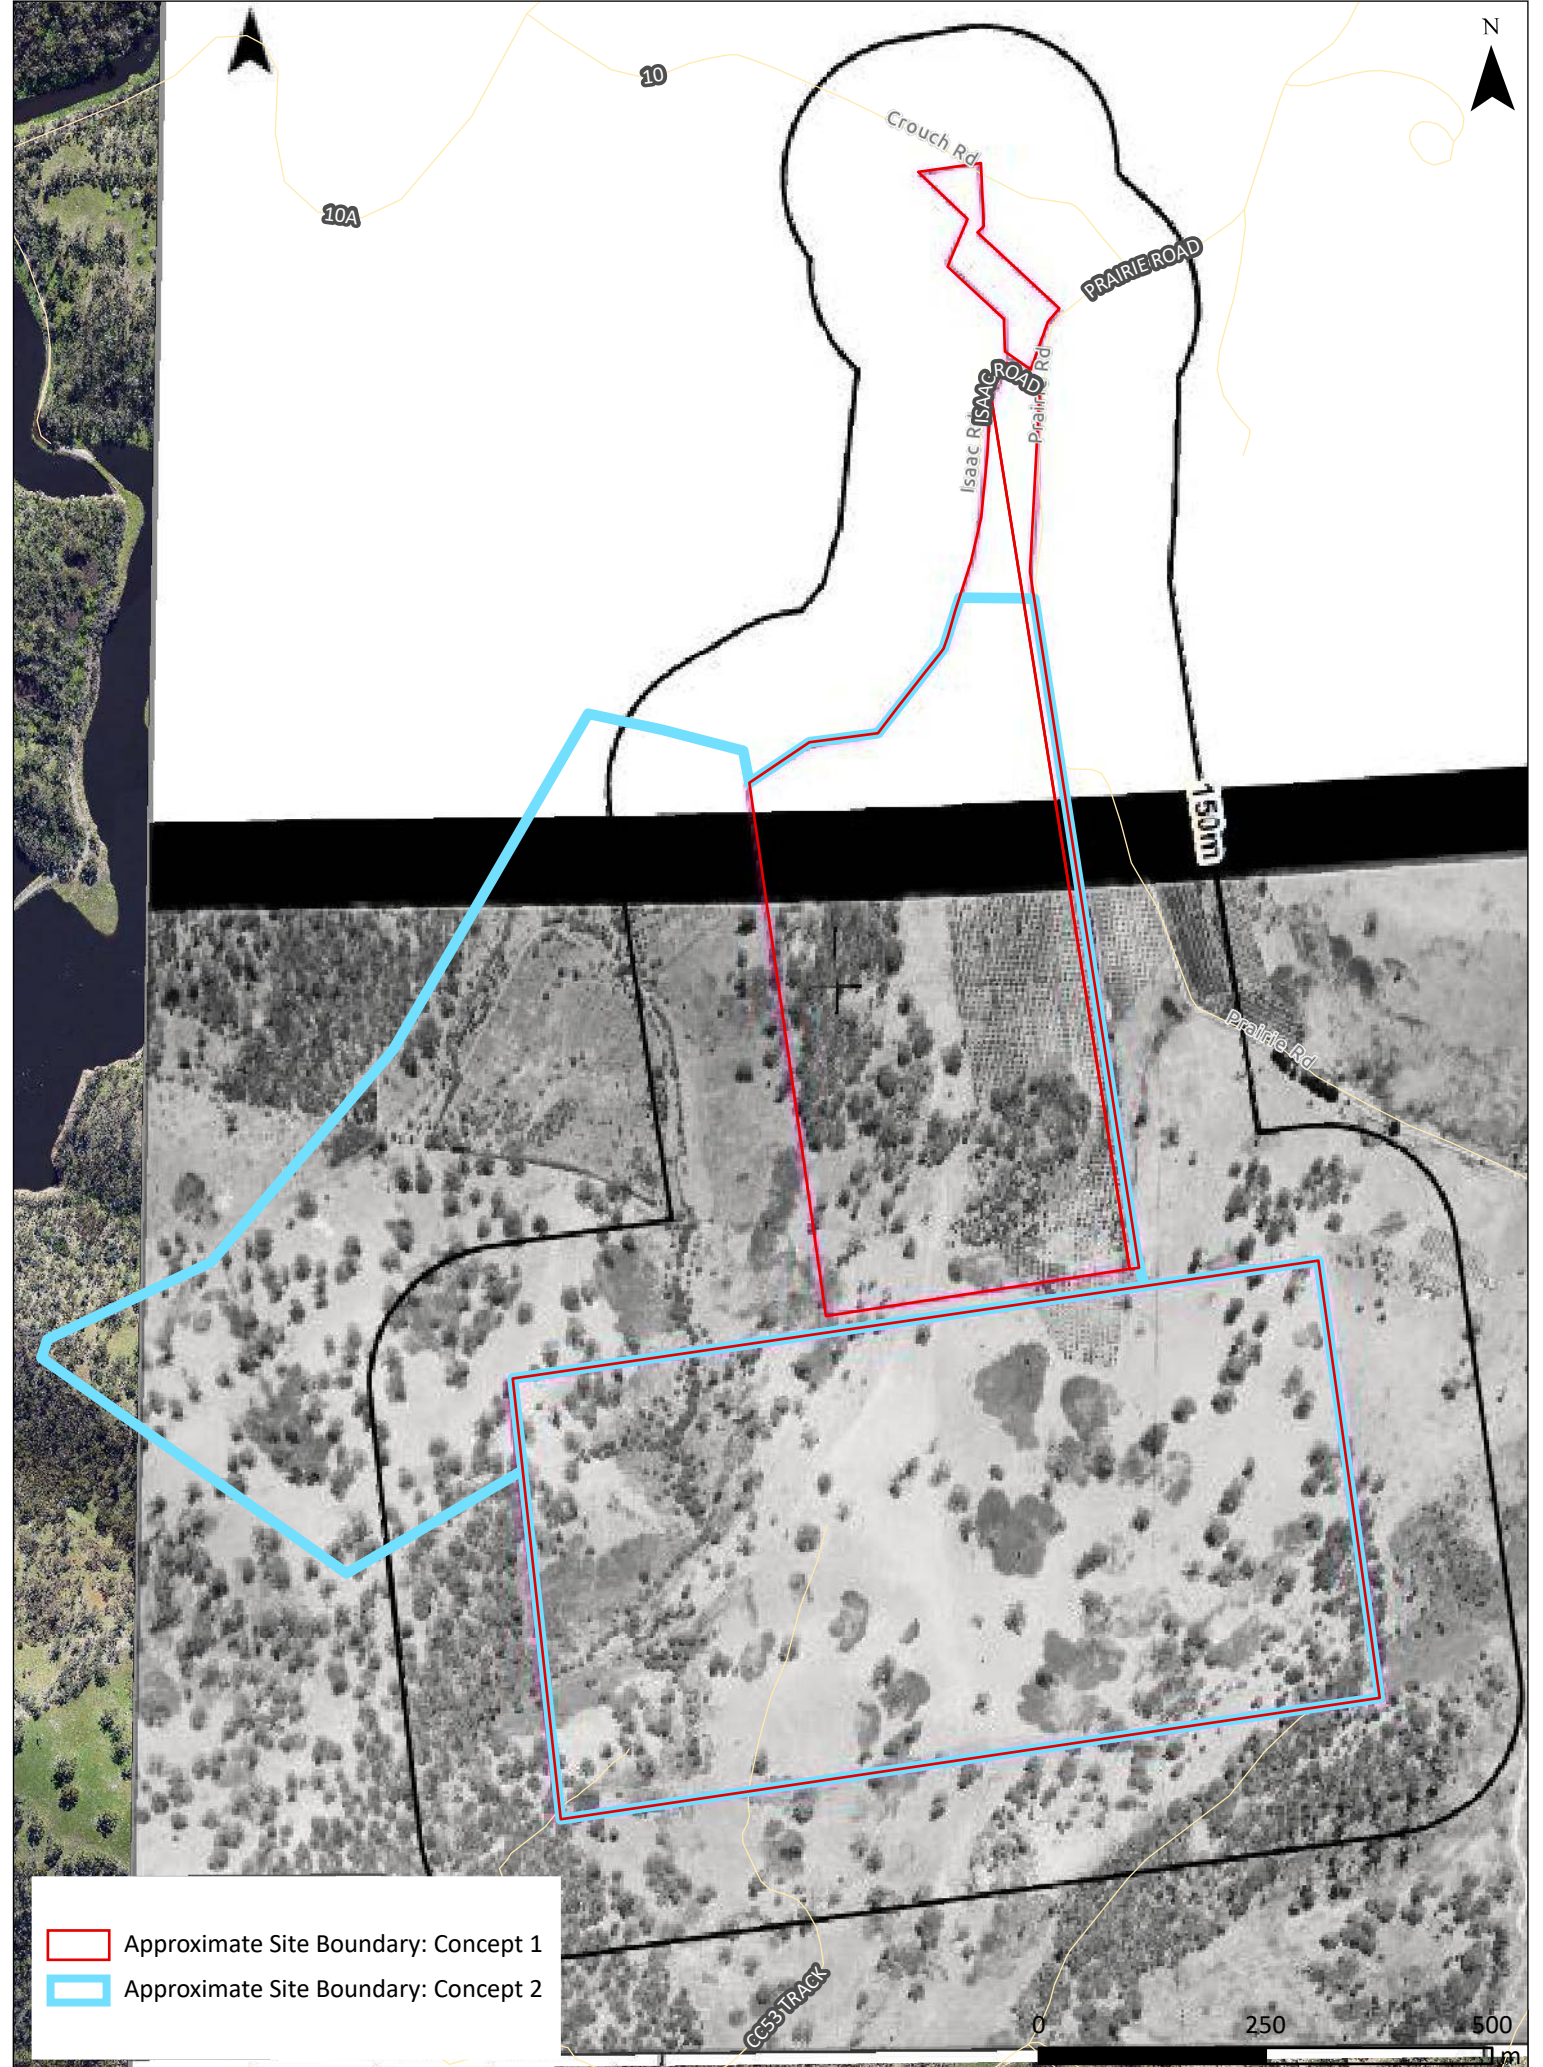 N
10
Crouch Rd
10A
PRAIRIE ROAD
ISAAC ROAD
Prairie Rd
Isaac R
150m
Prairie Rd
Approximate Site Boundary: Concept 1
Approximate Site Boundary: Concept 2
CC53 TRACK
0 250 500
m